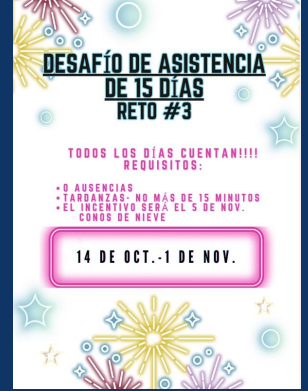 DESAFÍO DE ASISTENCIA
DE 15 DÍAS
RETO #3
TODOS LOS DÍAS CUENTAN!!!!
REQUISITOS:
• 0 AUSENCIAS
• TARDANZAS- NO MÁS DE 15 MINUTOS
• EL INCENTIVO SERÁ EL 5 DE NOV.
CONOS DE NIEVE
14 DE OCT.-1 DE NOV.